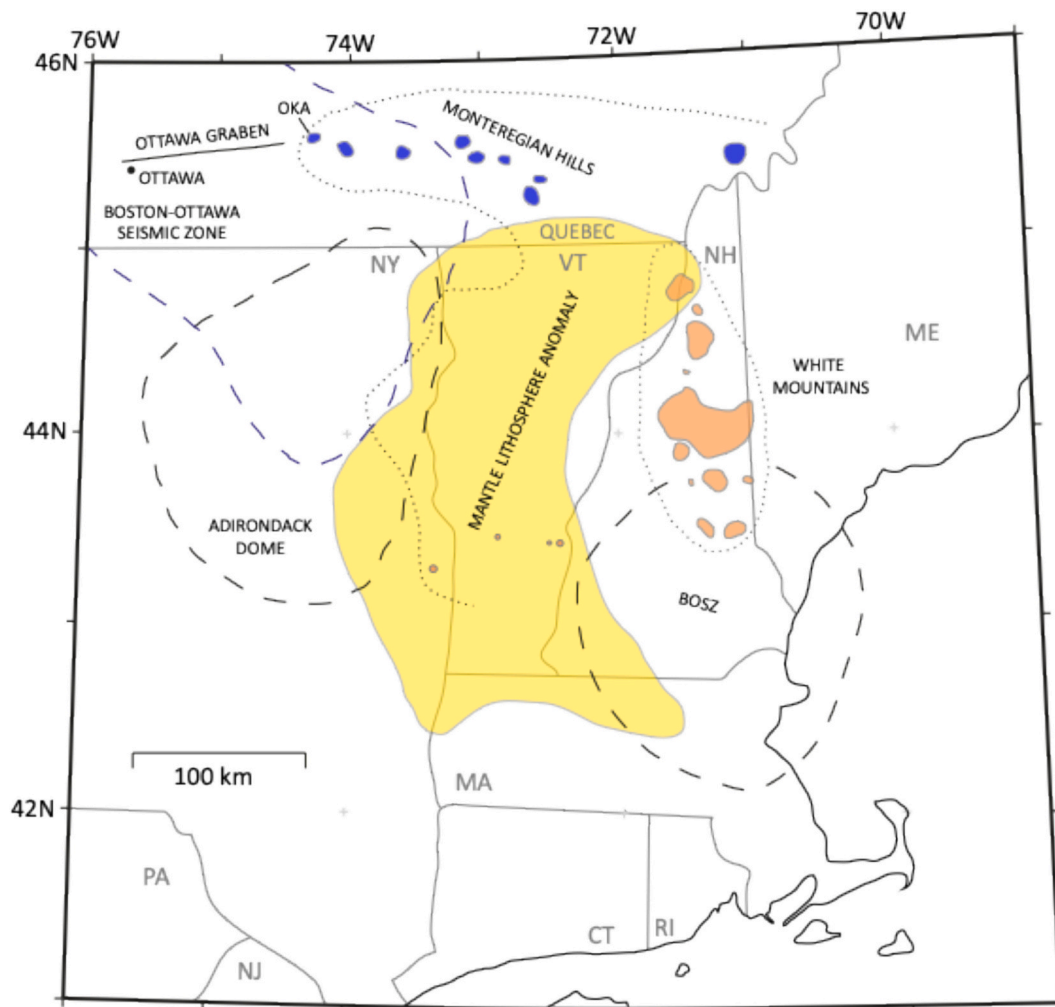 76W
74W
72W
70W
46N
OKA
MONTEREGIAN HILLS
OTTAWA GRABEN
OTTAWA
BOSTON-OTTAWA
SEISMIC ZONE
QUEBEC
NY
VT
NH
ME
MANTLE LITHOSPHERE ANOMALY
WHITE
MOUNTAINS
44N
ADIRONDACK
DOME
BOSZ
100 km
MA
42N
PA
CT
RI
NJ